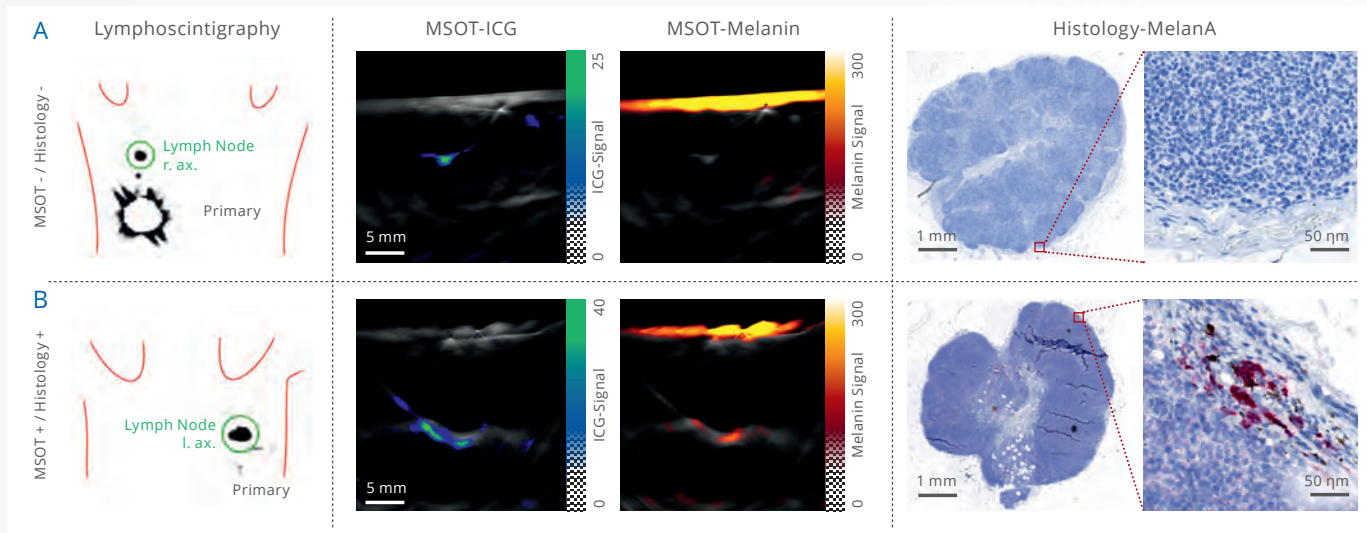 A
Lymphoscintigraphy
MSOT-ICG
MSOT-Melanin
Histology-MelanA
MSOT - / Histology -
Lymph Node
r. ax.
Primary
5 mm
25
ICG-Signal
0
300
Melanin Signal
0
1 mm
50 ηm
B
MSOT + / Histology +
Lymph Node
l. ax.
Primary
5 mm
40
ICG-Signal
0
300
Melanin Signal
0
1 mm
50 ηm